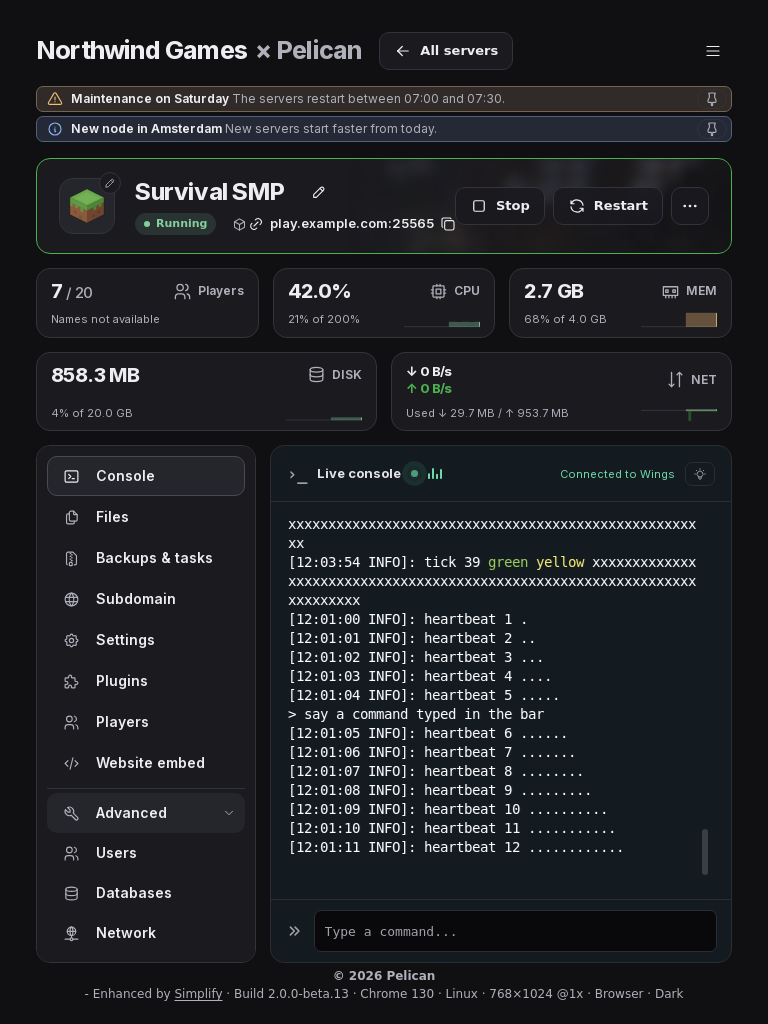 Northwind Games × Pelican
All servers
Maintenance on Saturday The servers restart between 07:00 and 07:30.
New node in Amsterdam New servers start faster from today.
Survival SMP
Running
play.example.com:25565
Stop
Restart
7 / 20
Players
Names not available
42.0%
CPU
21% of 200%
2.7 GB
MEM
68% of 4.0 GB
858.3 MB
DISK
4% of 20.0 GB
↓ 0 B/s
↑ 0 B/s
NET
Used ↓ 29.7 MB / ↑ 953.7 MB
Console
Files
Backups & tasks
Subdomain
Settings
Plugins
Players
Website embed
Advanced
Users
Databases
Network
Live console
Connected to Wings
xxxxxxxxxxxxxxxxxxxxxxxxxxxxxxxxxxxxxxxxxxxxxxxxxxx
xx
[12:03:54 INFO]: tick 39 green yellow xxxxxxxxxxxxx
xxxxxxxxxxxxxxxxxxxxxxxxxxxxxxxxxxxxxxxxxxxxxxxxxxx
xxxxxxxxx
[12:01:00 INFO]: heartbeat 1 .
[12:01:01 INFO]: heartbeat 2 ..
[12:01:02 INFO]: heartbeat 3 ...
[12:01:03 INFO]: heartbeat 4 ....
[12:01:04 INFO]: heartbeat 5 .....
> say a command typed in the bar
[12:01:05 INFO]: heartbeat 6 ......
[12:01:06 INFO]: heartbeat 7 .......
[12:01:07 INFO]: heartbeat 8 ........
[12:01:08 INFO]: heartbeat 9 .........
[12:01:09 INFO]: heartbeat 10 ..........
[12:01:10 INFO]: heartbeat 11 ...........
[12:01:11 INFO]: heartbeat 12 ............
Type a command...
© 2026 Pelican
- Enhanced by Simplify · Build 2.0.0-beta.13 · Chrome 130 · Linux · 768×1024 @1x · Browser · Dark